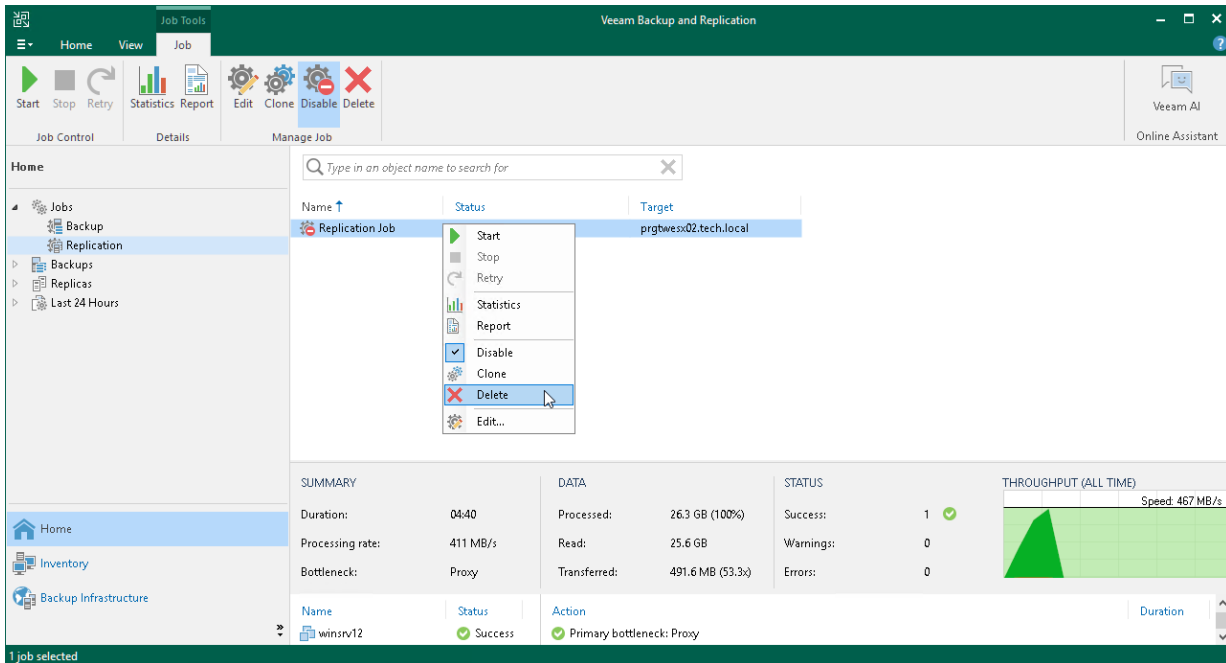 Job Tools
Veeam Backup and Replication
Home View Job
?
Start Stop Retry Statistics Report Edit Clone Disable Delete
Veeam AI
Job Control Details Manage Job Online Assistant
Home
Type in an object name to search for
Jobs
Backup
Replication
Backups
Replicas
Last 24 Hours
Name Status Target
Replication Job prgtwesx02.tech.local
Start
Stop
Retry
Statistics
Report
Disable
Clone
Delete
Edit...
SUMMARY DATA STATUS THROUGHPUT (ALL TIME)
Speed: 467 MB/s
Duration: 04:40 Processed: 26.3 GB (100%) Success: 1
Processing rate: 411 MB/s Read: 25.6 GB Warnings: 0
Bottleneck: Proxy Transferred: 491.6 MB (53.3x) Errors: 0
Home
Inventory
Backup Infrastructure
Name Status Action Duration
winsrv12 Success Primary bottleneck: Proxy
1 job selected